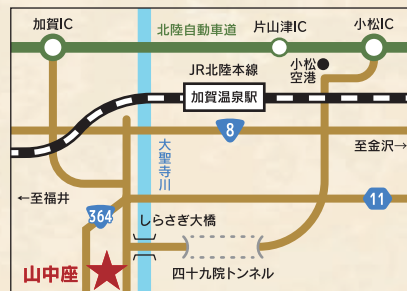 加賀IC
北陸自動車道
片山津IC
小松IC
小松
空港
JR北陸本線
加賀温泉駅
8
大聖寺川
至金沢→
←至福井
11
364
しらさぎ大橋
山中座
四十九院トンネル